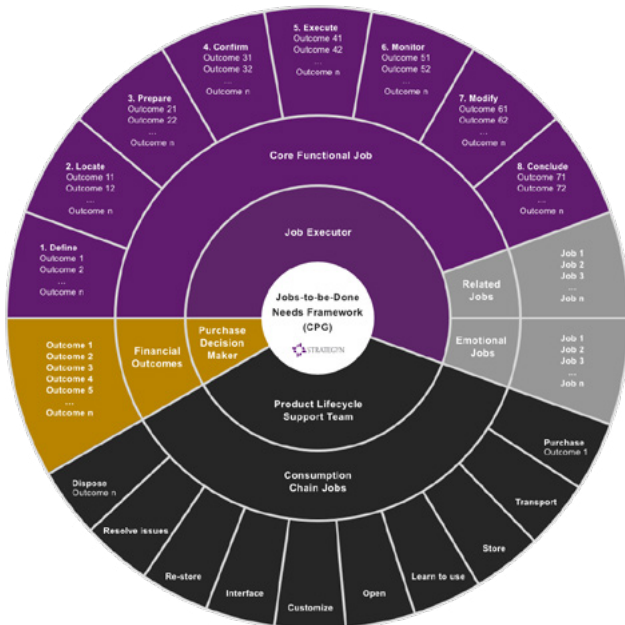 5. Execute
Outcome 41
Outcome 42
...
Outcome n
4. Confirm
Outcome 31
Outcome 32
...
Outcome n
6. Monitor
Outcome 51
Outcome 52
...
Outcome n
3. Prepare
Outcome 21
Outcome 22
...
Outcome n
7. Modify
Outcome 61
Outcome 62
...
Outcome n
2. Locate
Outcome 11
Outcome 12
...
Outcome n
8. Conclude
Outcome 71
Outcome 72
...
Outcome n
1. Define
Outcome 1
Outcome 2
...
Outcome n
Core Functional Job
Job Executor
Jobs-to-be-Done
Needs Framework
(CPG)
STRATEGYN
Related
Jobs
Job 1
Job 2
Job 3
...
Job n
Emotional
Jobs
Job 1
Job 2
Job 3
...
Job n
Purchase
Decision
Maker
Financial
Outcomes
Outcome 1
Outcome 2
Outcome 3
Outcome 4
Outcome 5
...
Outcome n
Product Lifecycle
Support Team
Consumption
Chain Jobs
Purchase
Outcome 1
Transport
Store
Learn to use
Open
Customize
Interface
Re-store
Resolve issues
Dispose
Outcome n